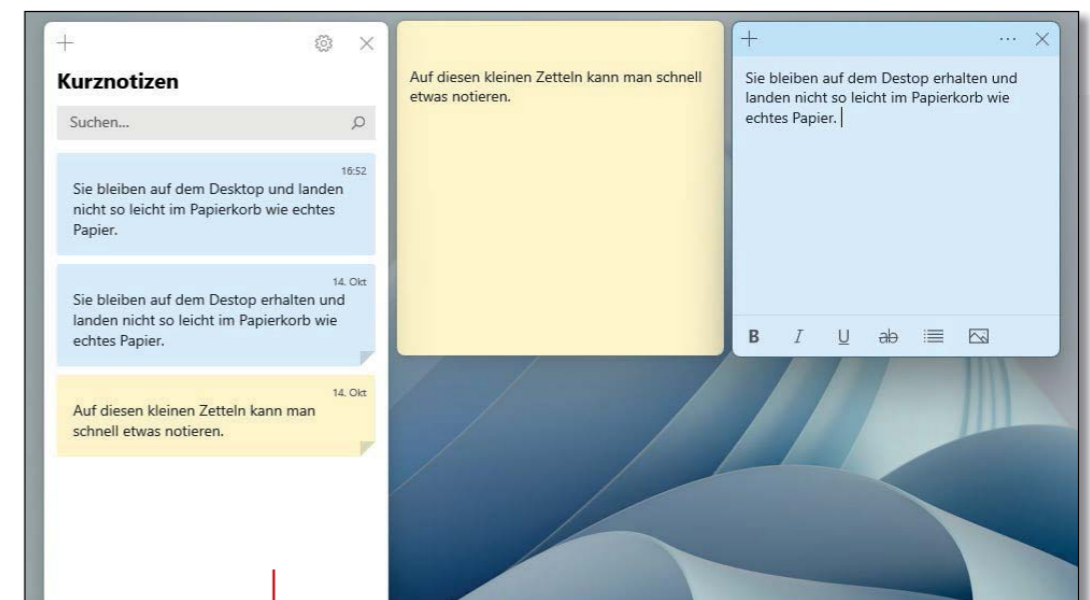 Kurznotizen
Suchen...
16:52
Sie bleiben auf dem Desktop und landen
nicht so leicht im Papierkorb wie echtes
Papier.
14. Okt
Sie bleiben auf dem Destop erhalten und
landen nicht so leicht im Papierkorb wie
echtes Papier.
14. Okt
Auf diesen kleinen Zetteln kann man
schnell etwas notieren.
Auf diesen kleinen Zetteln kann man schnell
etwas notieren.
Sie bleiben auf dem Destop erhalten und
landen nicht so leicht im Papierkorb wie
echtes Papier.
B I U ab